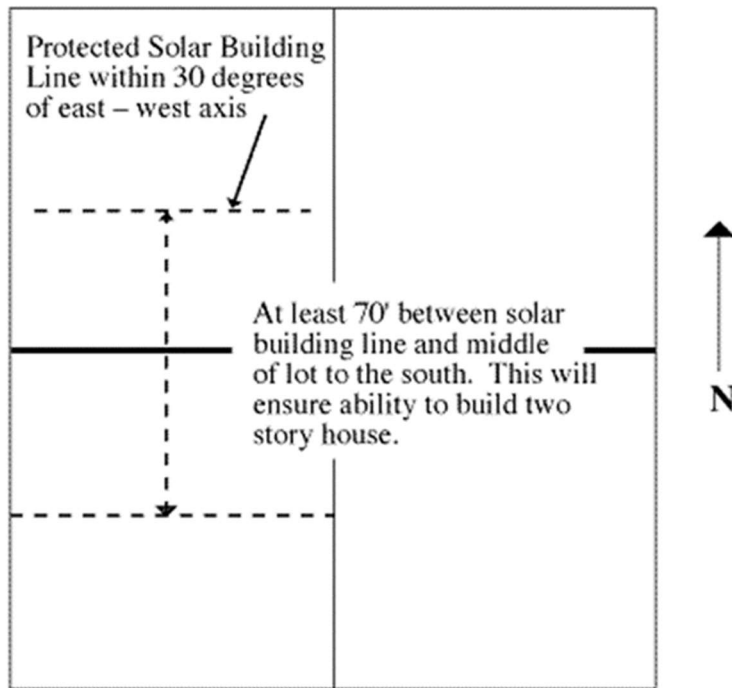 Protected Solar Building
Line within 30 degrees
of east – west axis
At least 70' between solar
building line and middle
of lot to the south.  This will
ensure ability to build two
story house.
N